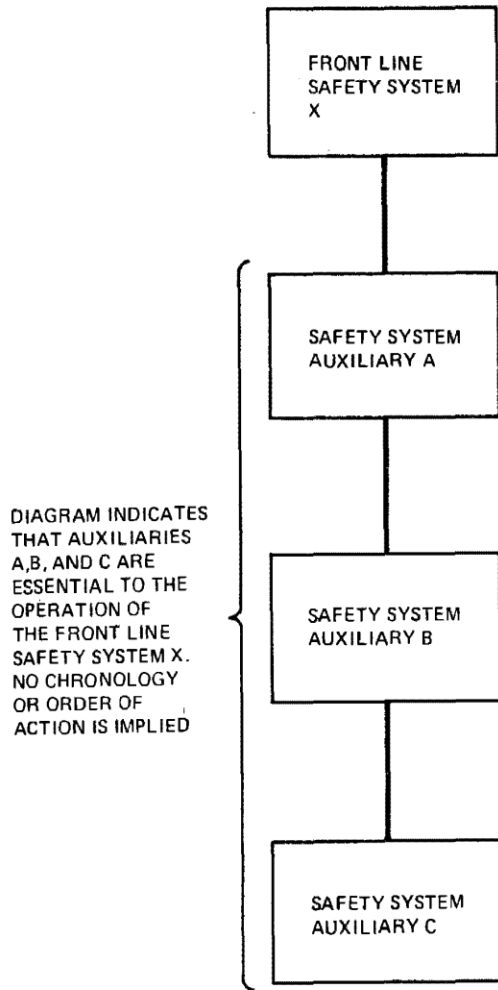 FRONT LINE
SAFETY SYSTEM
X
SAFETY SYSTEM
AUXILIARY A
DIAGRAM INDICATES
THAT AUXILIARIES
A,B, AND C ARE
ESSENTIAL TO THE
OPERATION OF
THE FRONT LINE
SAFETY SYSTEM X.
NO CHRONOLOGY
OR ORDER OF
ACTION IS IMPLIED
SAFETY SYSTEM
AUXILIARY B
SAFETY SYSTEM
AUXILIARY C